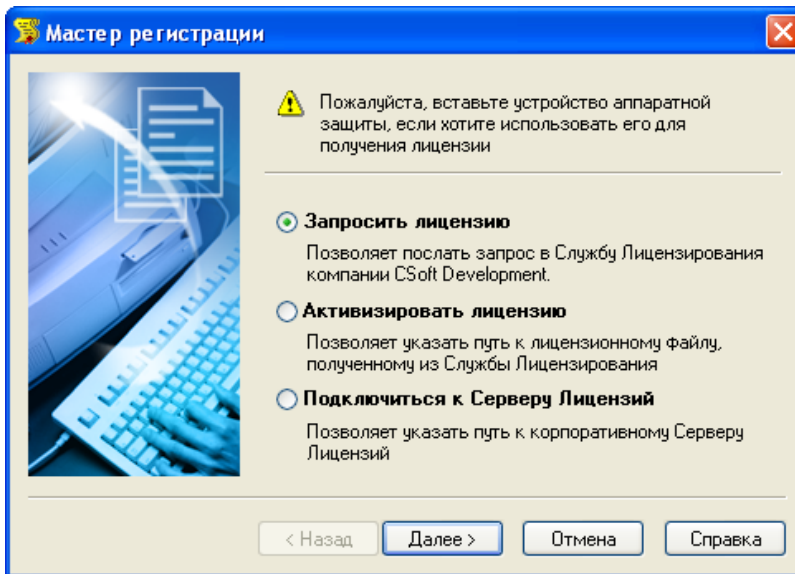 Мастер регистрации
Пожалуйста, вставьте устройство аппаратной
защиты, если хотите использовать его для
получения лицензии
Запросить лицензию
Позволяет послать запрос в Службу Лицензирования
компании CSoft Development.
Активизировать лицензию
Позволяет указать путь к лицензионному файлу,
полученному из Службы Лицензирования
Подключиться к Серверу Лицензий
Позволяет указать путь к корпоративному Серверу
Лицензий
< Назад
Далее >
Отмена
Справка